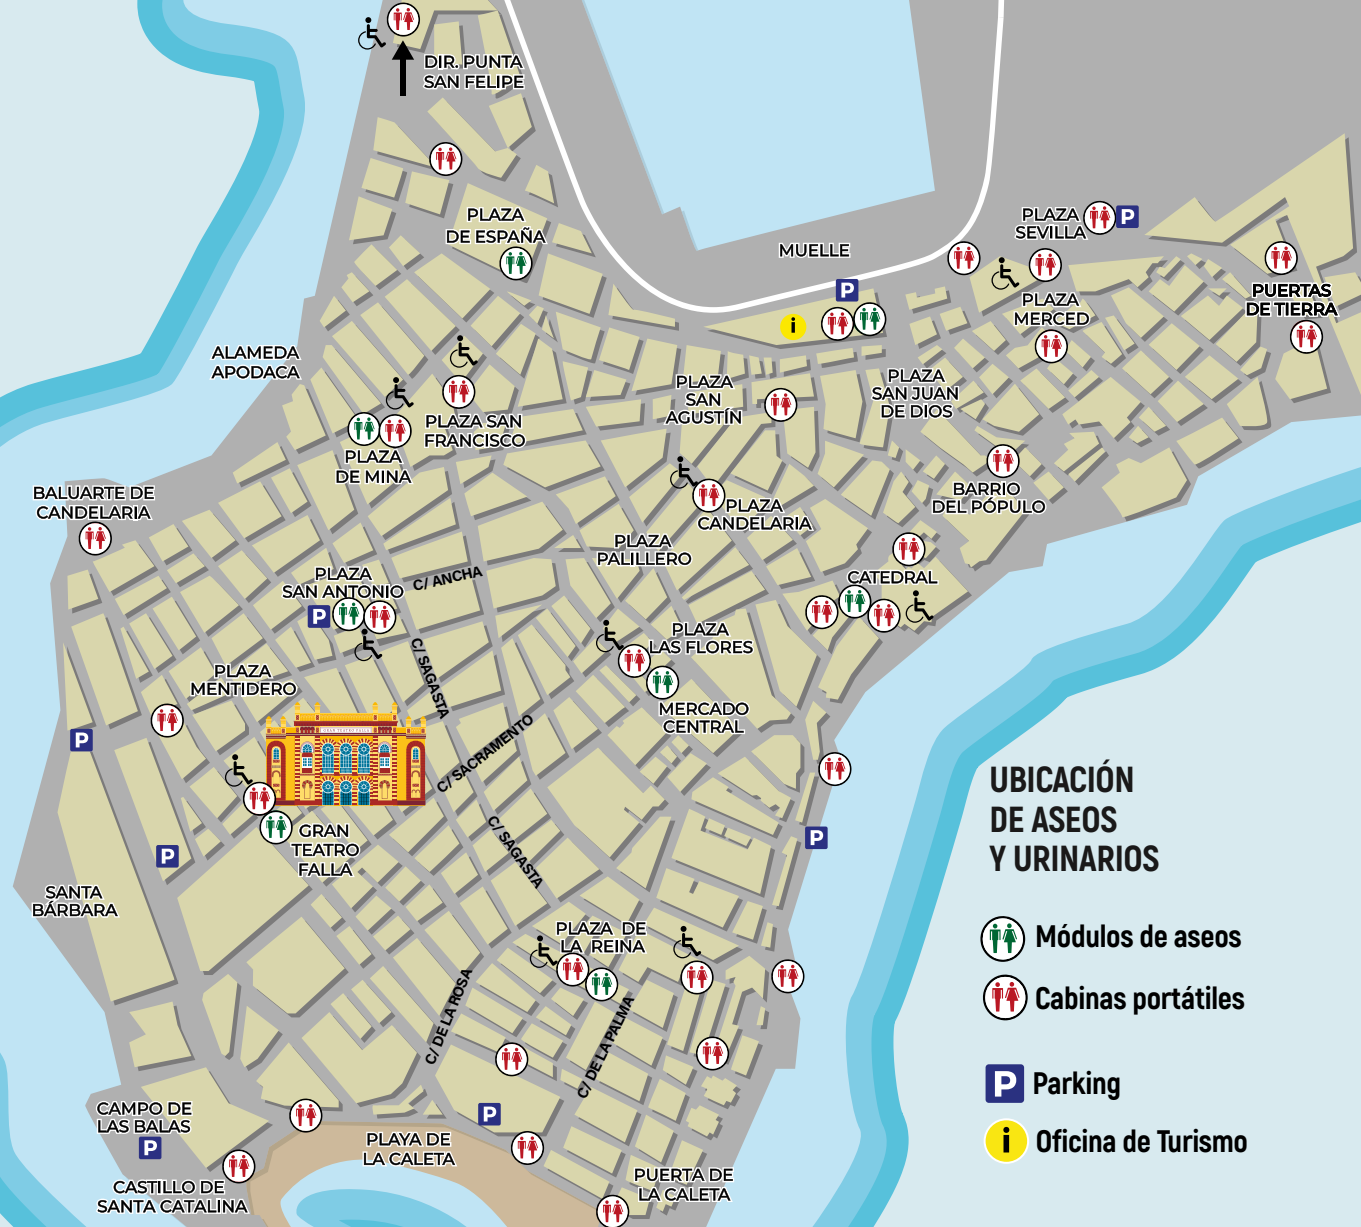 DIR. PUNTA
SAN FELIPE
PLAZA
DE ESPAÑA
MUELLE
PLAZA
SEVILLA
P
P
i
PLAZA
MERCED
PUERTAS
DE TIERRA
ALAMEDA
APODACA
PLAZA SAN
FRANCISCO
PLAZA
DE MINA
PLAZA
SAN
AGUSTÍN
PLAZA
SAN JUAN
DE DIOS
BALUARTE DE
CANDELARIA
PLAZA
CANDELARIA
BARRIO
DEL PÓPULO
PLAZA
PALILLERO
CATEDRAL
PLAZA
SAN ANTONIO
P
C/ ANCHA
C/ SAGASTA
PLAZA
LAS FLORES
MERCADO
CENTRAL
PLAZA
MENTIDERO
P
C/ SACRAMENTO
GRAN
TEATRO
FALLA
P
P
C/ SAGASTA
SANTA
BÁRBARA
PLAZA DE
LA REINA
C/ DE LA ROSA
C/ DE LA PALMA
CAMPO DE
LAS BALAS
P
P
PLAYA DE
LA CALETA
CASTILLO DE
SANTA CATALINA
PUERTA DE
LA CALETA
UBICACIÓN
DE ASEOS
Y URINARIOS
Módulos de aseos
Cabinas portátiles
P Parking
i Oficina de Turismo